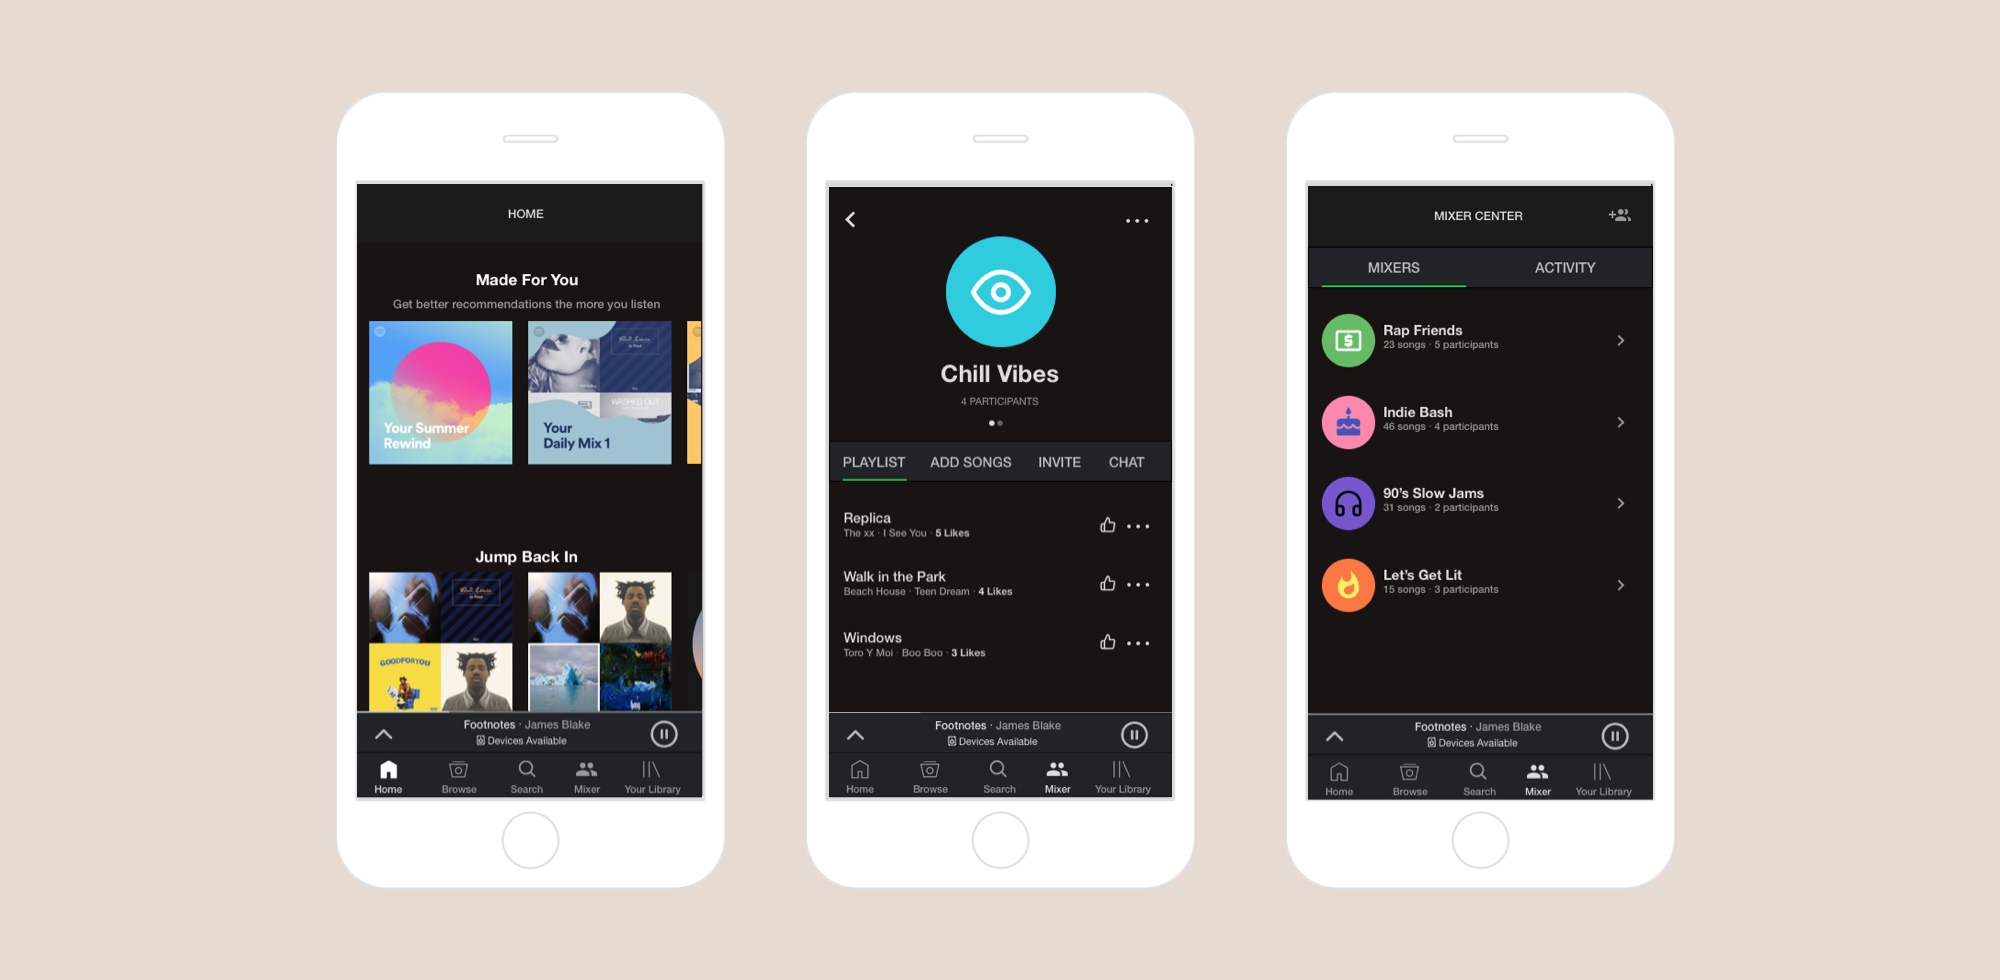 HOME
Made For You
Get better recommendations the more you listen
Your Summer
Rewind
WASHED OUT
Your
Daily Mix 1
Jump Back In
GOODFORYOU
Footnotes · James Blake
Devices Available
Home Browse Search Mixer Your Library
Chill Vibes
4 PARTICIPANTS
PLAYLIST ADD SONGS INVITE CHAT
Replica
The xx · I See You · 5 Likes
Walk in the Park
Beach House · Teen Dream · 4 Likes
Windows
Toro Y Moi · Boo Boo · 3 Likes
Footnotes · James Blake
Devices Available
Home Browse Search Mixer Your Library
MIXER CENTER
MIXERS ACTIVITY
Rap Friends
23 songs · 5 participants
Indie Bash
46 songs · 4 participants
90's Slow Jams
31 songs · 2 participants
Let's Get Lit
15 songs · 3 participants
Footnotes · James Blake
Devices Available
Home Browse Search Mixer Your Library